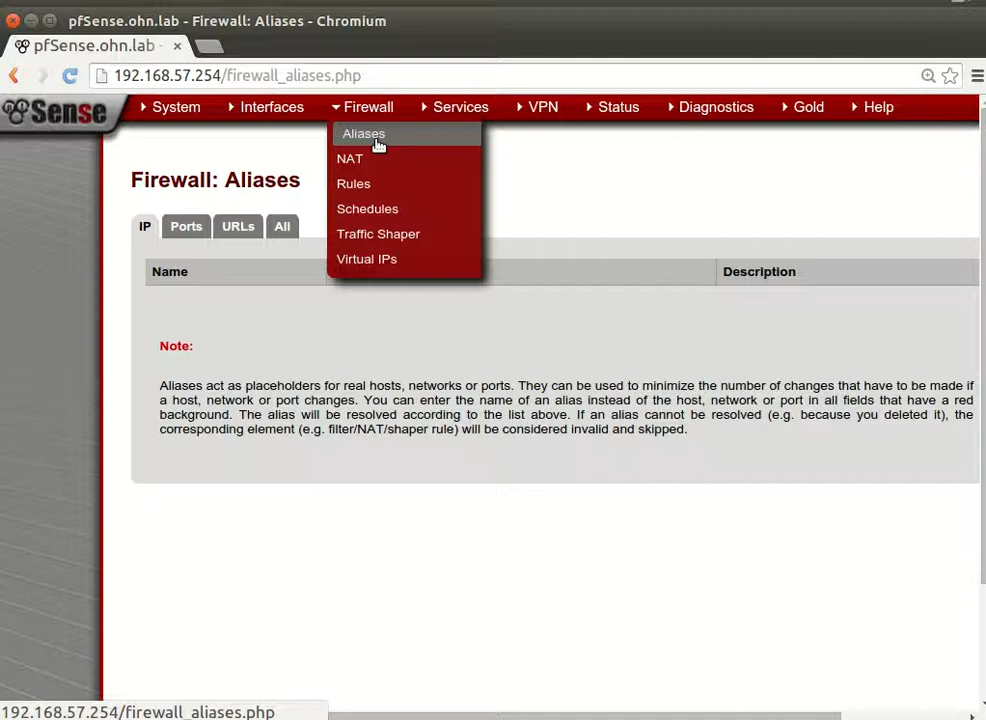 pfSense.ohn.lab - Firewall: Aliases - Chromium
pfSense.ohn.lab -
192.168.57.254/firewall_aliases.php
Sense
System Interfaces Firewall Services VPN Status Diagnostics Gold Help
Aliases
NAT
Rules
Schedules
Traffic Shaper
Virtual IPs
Firewall: Aliases
IP Ports URLs All
Name Description
Note:
Aliases act as placeholders for real hosts, networks or ports. They can be used to minimize the number of changes that have to be made if
a host, network or port changes. You can enter the name of an alias instead of the host, network or port in all fields that have a red
background. The alias will be resolved according to the list above. If an alias cannot be resolved (e.g. because you deleted it), the
corresponding element (e.g. filter/NAT/shaper rule) will be considered invalid and skipped.
192.168.57.254/firewall_aliases.php